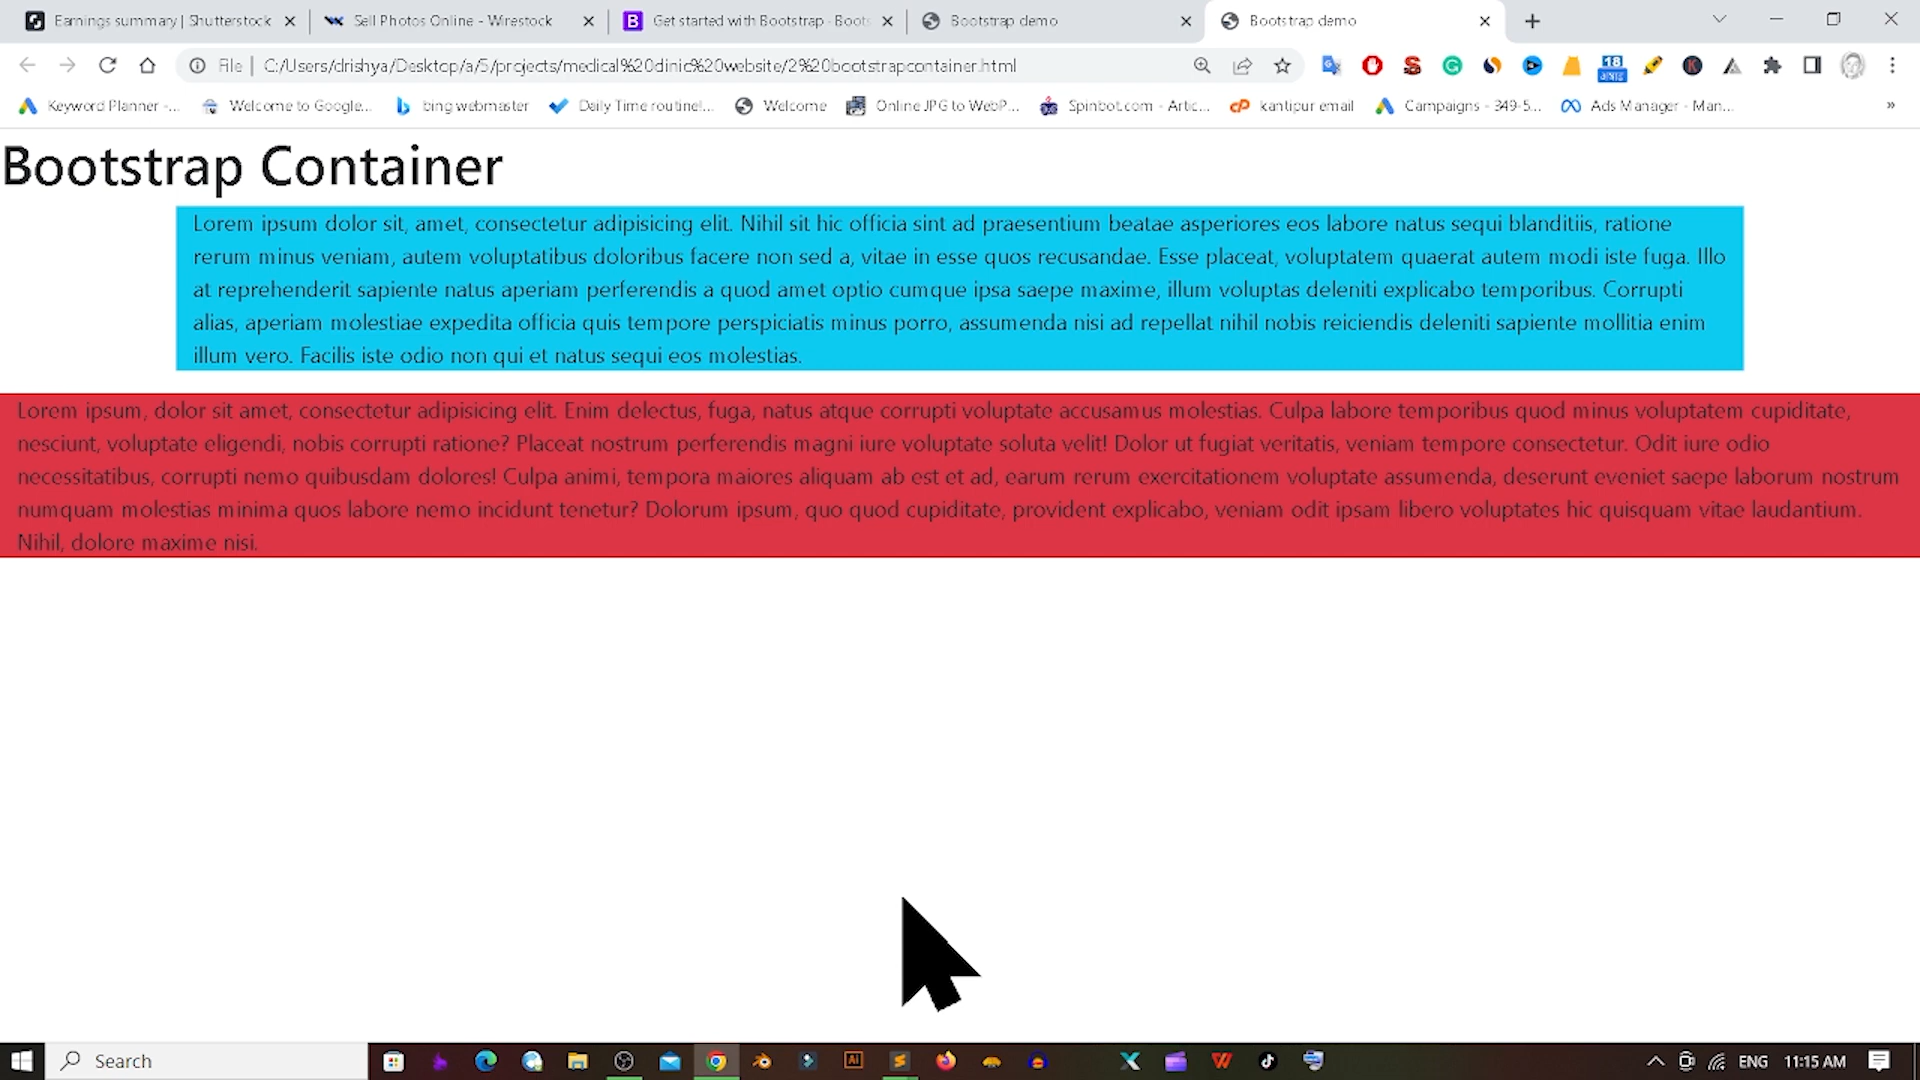 Earnings summary | Shutterstock
Sell Photos Online - Wirestock
Get started with Bootstrap · Boots
Bootstrap demo
Bootstrap demo
File | C:/Users/drishya/Desktop/a/5/projects/medical%20clinic%20website/2%20bootstrapcontainer.html
18
Keyword Planner -...
Welcome to Google...
bing webmaster
Daily Time routine!...
Welcome
Online JPG to WebP...
Spinbot.com - Artic...
kantipur email
Campaigns - 349-5...
Ads Manager - Man...
Bootstrap Container
Lorem ipsum dolor sit, amet, consectetur adipisicing elit. Nihil sit hic officia sint ad praesentium beatae asperiores eos labore natus sequi blanditiis, ratione
rerum minus veniam, autem voluptatibus doloribus facere non sed a, vitae in esse quos recusandae. Esse placeat, voluptatem quaerat autem modi iste fuga. Illo
at reprehenderit sapiente natus aperiam perferendis a quod amet optio cumque ipsa saepe maxime, illum voluptas deleniti explicabo temporibus. Corrupti
alias, aperiam molestiae expedita officia quis tempore perspiciatis minus porro, assumenda nisi ad repellat nihil nobis reiciendis deleniti sapiente mollitia enim
illum vero. Facilis iste odio non qui et natus sequi eos molestias.
Lorem ipsum, dolor sit amet, consectetur adipisicing elit. Enim delectus, fuga, natus atque corrupti voluptate accusamus molestias. Culpa labore temporibus quod minus voluptatem cupiditate,
nesciunt, voluptate eligendi, nobis corrupti ratione? Placeat nostrum perferendis magni iure voluptate soluta velit! Dolor ut fugiat veritatis, veniam tempore consectetur. Odit iure odio
necessitatibus, corrupti nemo quibusdam dolores! Culpa animi, tempora maiores aliquam ab est et ad, earum rerum exercitationem voluptate assumenda, deserunt eveniet saepe laborum nostrum
numquam molestias minima quos labore nemo incidunt tenetur? Dolorum ipsum, quo quod cupiditate, provident explicabo, veniam odit ipsam libero voluptates hic quisquam vitae laudantium.
Nihil, dolore maxime nisi.
Search
Ai
ENG
11:15 AM